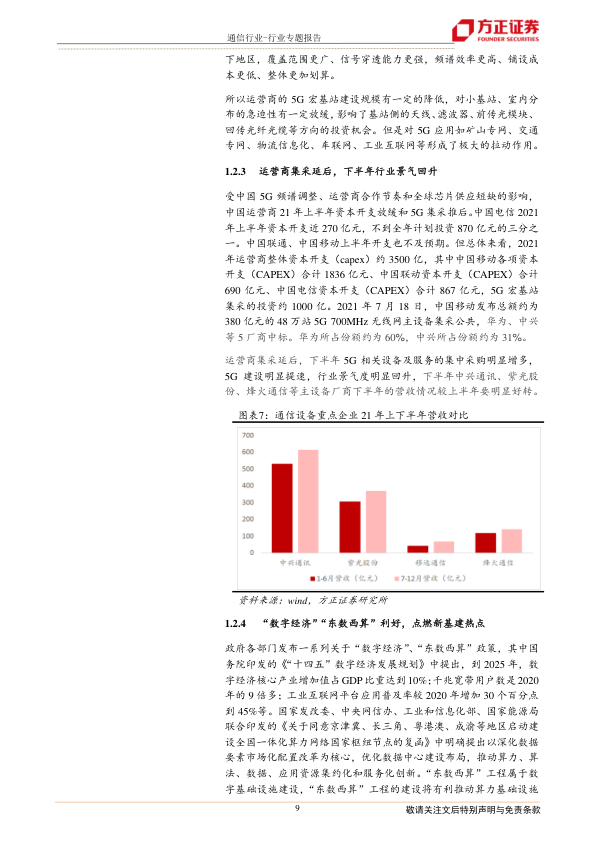 通信行业-行业专题报告
方正证券
FOUNDER SECURITIES
下地区，覆盖范围更广、信号穿透能力更强，频谱效率更高、铺设成
本更低、整体更加划算。
所以运营商的 5G 宏基站建设规模有一定的降低，对小基站、室内分
布的急迫性有一定放缓，影响了基站侧的天线、滤波器、前传光模块、
回传光纤光缆等方向的投资机会。但是对 5G 应用如矿山专网、交通
专网、物流信息化、车联网、工业互联网等形成了极大的拉动作用。
1.2.3 运营商集采延后，下半年行业景气回升
受中国 5G 频谱调整、运营商合作节奏和全球芯片供应短缺的影响，
中国运营商 21 年上半年资本开支放缓和 5G 集采推后。中国电信 2021
年上半年资本开支近 270 亿元，不到全年计划投资 870 亿元的三分之
一。中国联通、中国移动上半年开支也不及预期。但总体来看，2021
年运营商整体资本开支（capex）约 3500 亿，其中中国移动各项资本
开支（CAPEX）合计 1836 亿元、中国联动资本开支（CAPEX）合计
690 亿元、中国电信资本开支（CAPEX）合计 867 亿元，5G 宏基站
集采的投资约 1000 亿。2021 年 7 月 18 日，中国移动发布总额约为
380 亿元的 48 万站 5G 700MHz 无线网主设备集采公共，华为、中兴
等 5 厂商中标。华为所占份额约为 60%，中兴所占份额约为 31%。
运营商集采延后，下半年 5G 相关设备及服务的集中采购明显增多，
5G 建设明显提速，行业景气度明显回升，下半年中兴通讯、紫光股
份、烽火通信等主设备厂商下半年的营收情况较上半年要明显好转。
图表7：通信设备重点企业 21 年上下半年营收对比
700
600
500
400
300
200
100
0
中兴通讯 紫光股份 移远通信 烽火通信
1-6月营收（亿元） 7-12月营收（亿元）
资料来源：wind，方正证券研究所
1.2.4 “数字经济”“东数西算”利好，点燃新基建热点
政府各部门发布一系列关于“数字经济”、“东数西算”政策，其中国
务院印发的《“十四五”数字经济发展规划》中提出，到 2025 年，数
字经济核心产业增加值占 GDP 比重达到 10%；千兆宽带用户数是 2020
年的 9 倍多；工业互联网平台应用普及率较 2020 年增加 30 个百分点
到 45%等。国家发改委、中央网信办、工业和信息化部、国家能源局
联合印发的《关于同意京津冀、长三角、粤港澳、成渝等地区启动建
设全国一体化算力网络国家枢纽节点的复函》中明确提出以深化数据
要素市场化配置改革为核心，优化数据中心建设布局，推动算力、算
法、数据、应用资源集约化和服务化创新。“东数西算”工程属于数
字基础设施建设，“东数西算”工程的建设将有利推动算力基础设施
9
敬请关注文后特别声明与免责条款